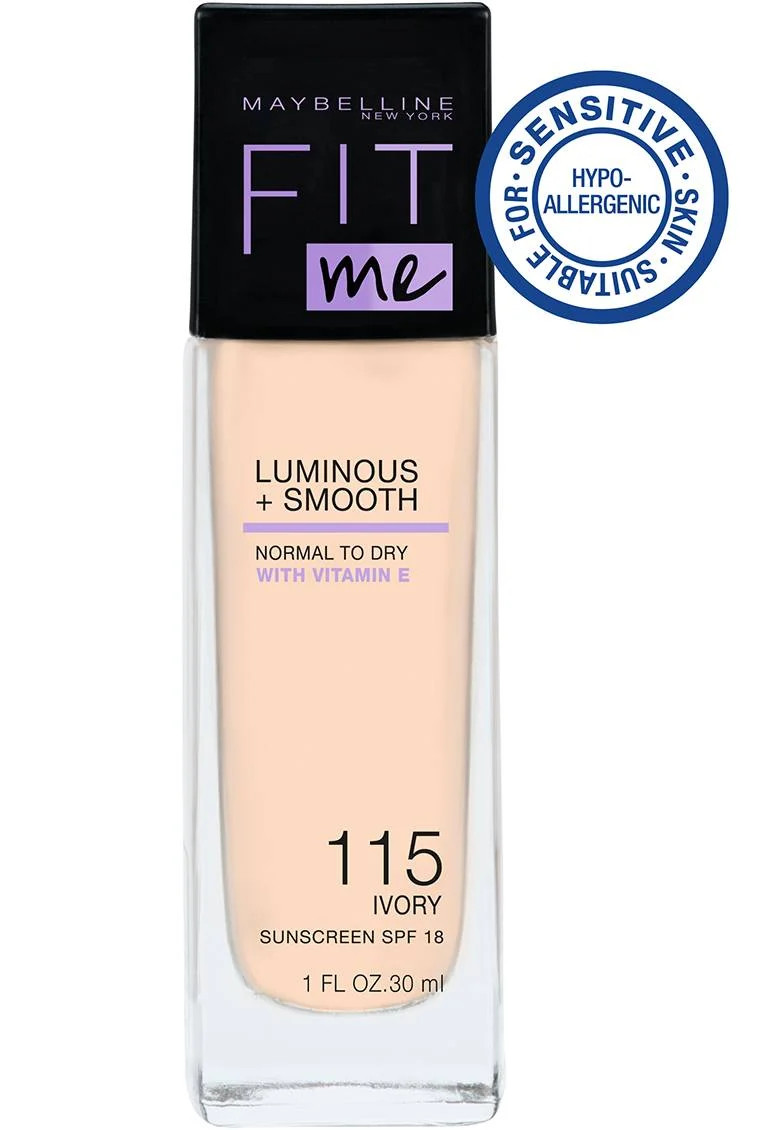 MAYBELLINE
NEW YORK
FIT
me
SUITABLE FOR · SENSITIVE · SKIN ·
HYPO-
ALLERGENIC
LUMINOUS
+ SMOOTH
NORMAL TO DRY
WITH VITAMIN E
115
IVORY
SUNSCREEN SPF 18
1 FL OZ.30 ml